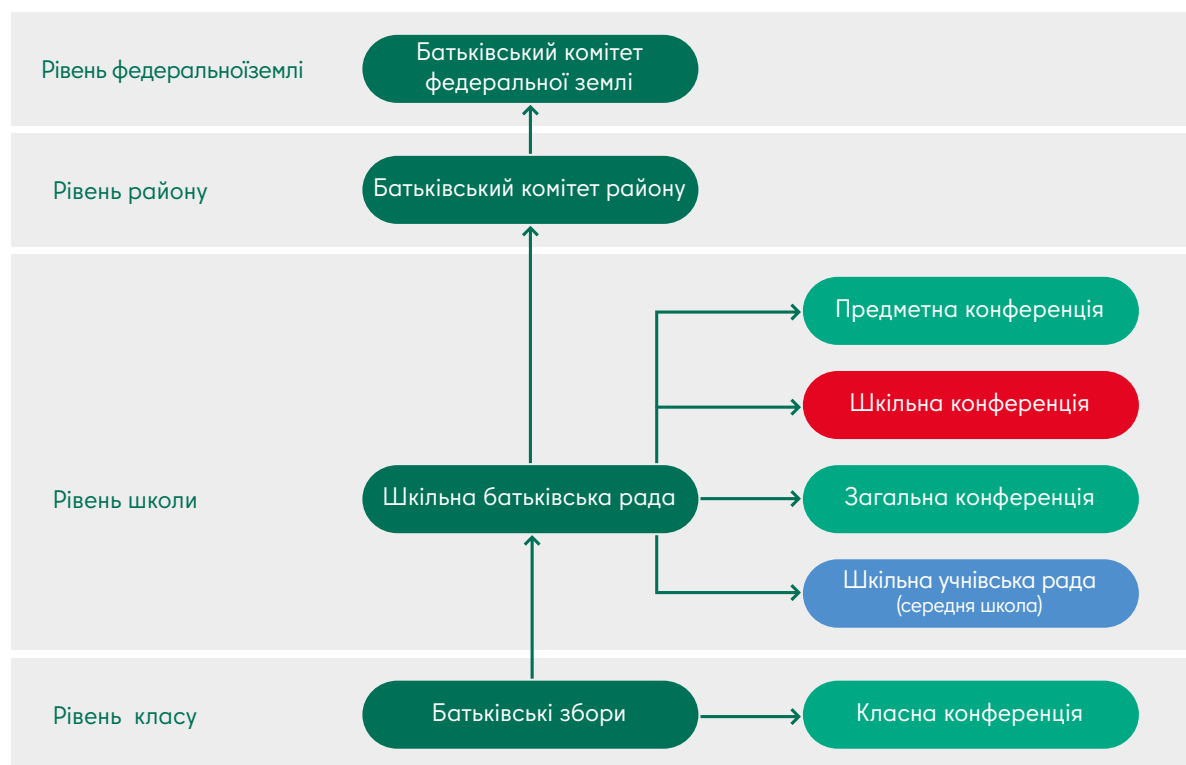 Рівень федеральноїземлі
Батьківський комітет
федеральної землі
Рівень району
Батьківський комітет району
Предметна конференція
Шкільна конференція
Рівень школи
Шкільна батьківська рада
Загальна конференція
Шкільна учнівська рада
(середня школа)
Рівень класу
Батьківські збори
Класна конференція